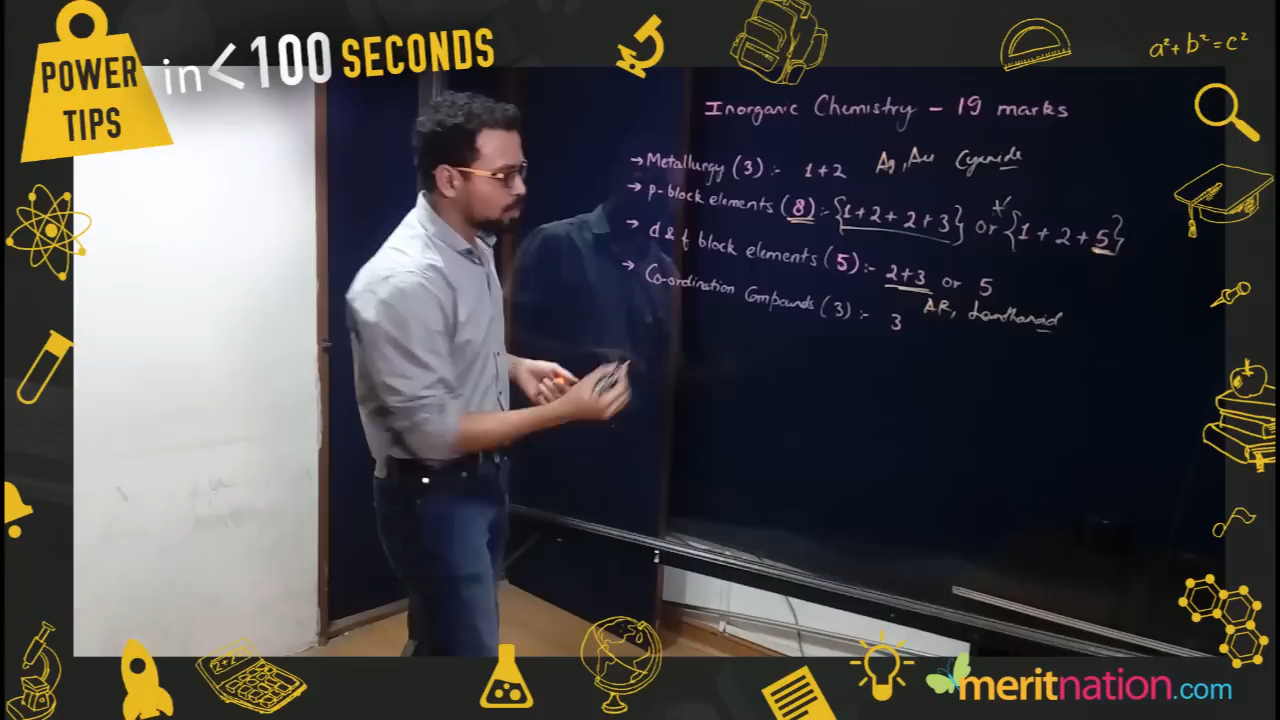 POWER TIPS in <100 SECONDS
a² + b² = c²
Inorganic Chemistry - 19 marks
→ Metallurgy (3) :- 1+2 Ag, Au Cyanide
→ p-block elements (8) :- {1+2+2+3} or {1+2+5}
→ d & f block elements (5) :- 2+3 or 5
→ Co-ordination Compounds (3) :- 3 AR, Lanthanoid
2+2
meritnation.com